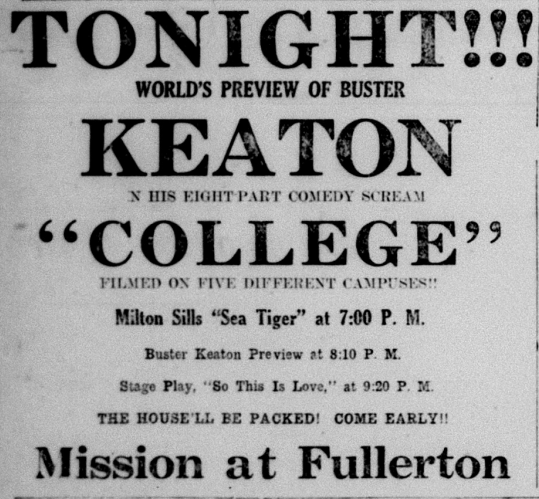 TONIGHT!!!
WORLD'S PREVIEW OF BUSTER
KEATON
N HIS EIGHT PART COMEDY SCREAM
"COLLEGE"
FILMED ON FIVE DIFFERENT CAMPUSES!!
Milton Sills "Sea Tiger" at 7:00 P. M.
Buster Keaton Preview at 8:10 P. M.
Stage Play, "So This Is Love," at 9:20 P. M.
THE HOUSE'LL BE PACKED! COME EARLY!!
Mission at Fullerton